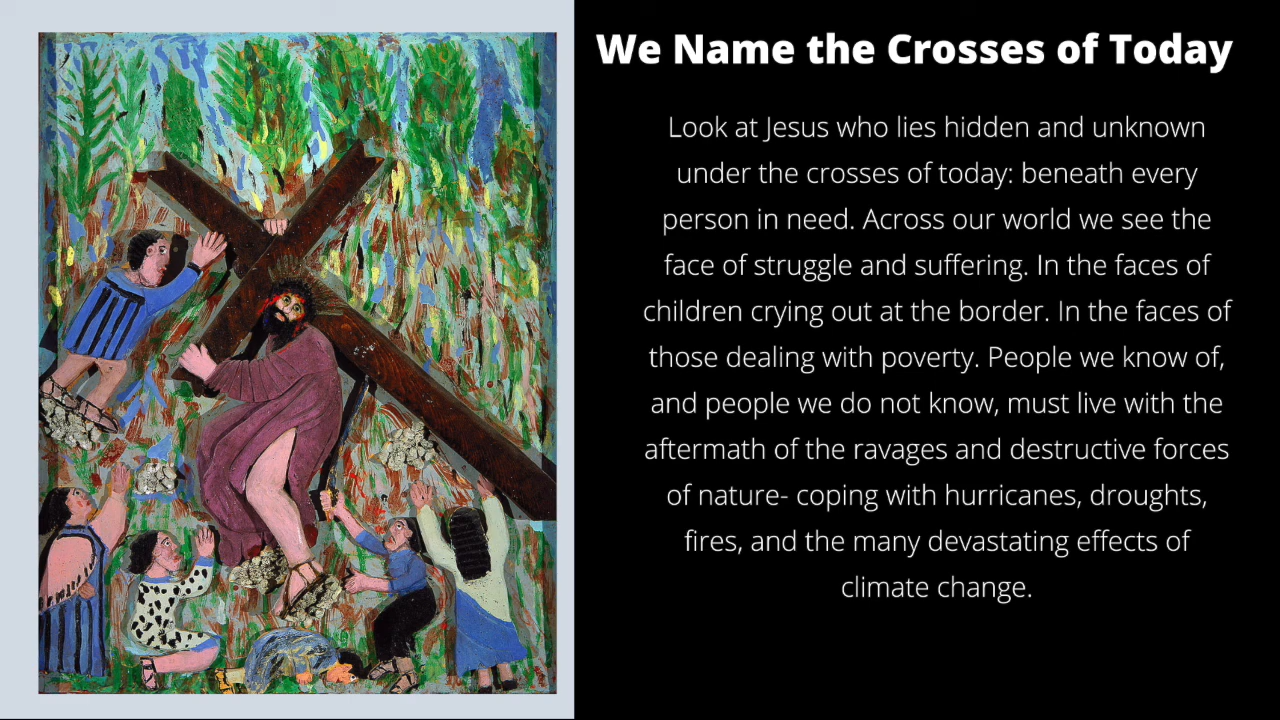 We Name the Crosses of Today
Look at Jesus who lies hidden and unknown
under the crosses of today: beneath every
person in need. Across our world we see the
face of struggle and suffering. In the faces of
children crying out at the border. In the faces of
those dealing with poverty. People we know of,
and people we do not know, must live with the
aftermath of the ravages and destructive forces
of nature- coping with hurricanes, droughts,
fires, and the many devastating effects of
climate change.